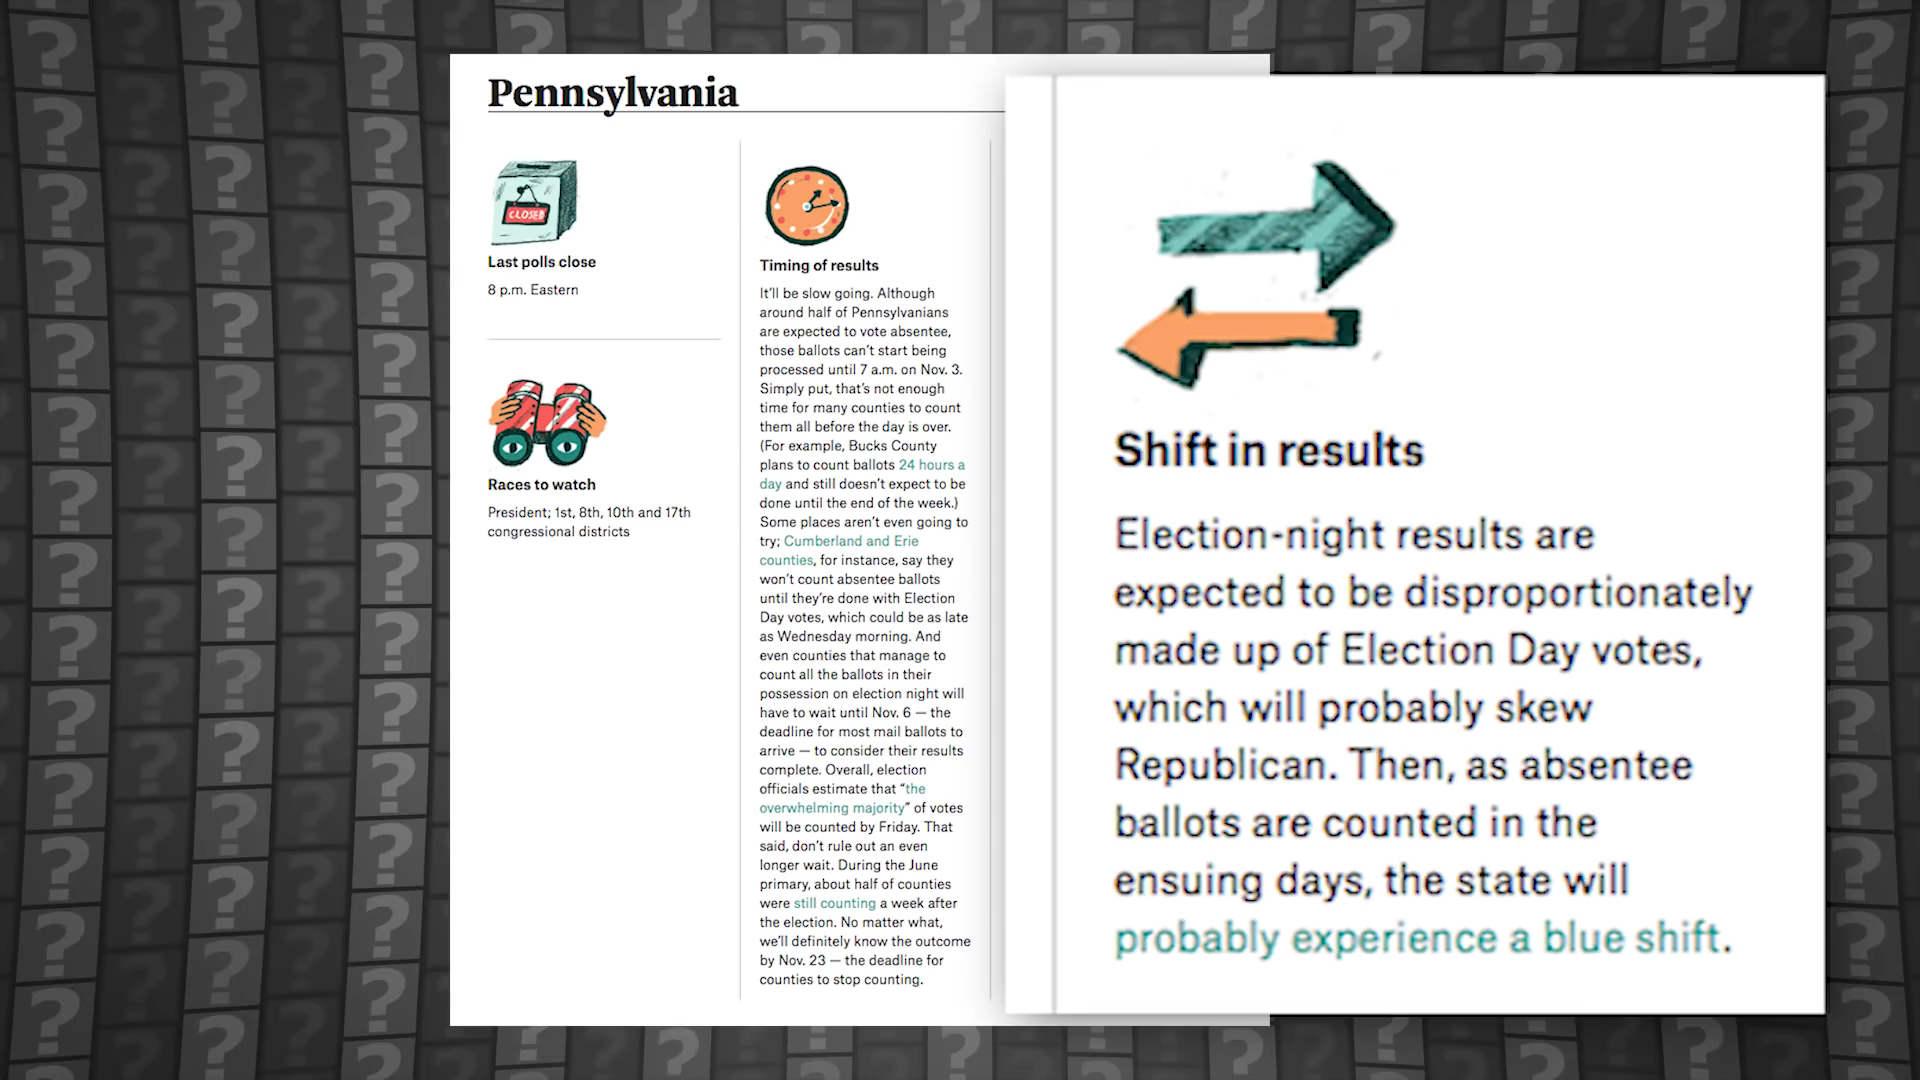 Pennsylvania
CLOSED
Last polls close
8 p.m. Eastern
Races to watch
President; 1st, 8th, 10th and 17th
congressional districts
Timing of results
It'll be slow going. Although
around half of Pennsylvanians
are expected to vote absentee,
those ballots can't start being
processed until 7 a.m. on Nov. 3.
Simply put, that's not enough
time for many counties to count
them all before the day is over.
(For example, Bucks County
plans to count ballots 24 hours a
day and still doesn't expect to be
done until the end of the week.)
Some places aren't even going to
try; Cumberland and Erie
counties, for instance, say they
won't count absentee ballots
until they're done with Election
Day votes, which could be as late
as Wednesday morning. And
even counties that manage to
count all the ballots in their
possession on election night will
have to wait until Nov. 6 — the
deadline for most mail ballots to
arrive — to consider their results
complete. Overall, election
officials estimate that “the
overwhelming majority” of votes
will be counted by Friday. That
said, don't rule out an even
longer wait. During the June
primary, about half of counties
were still counting a week after
the election. No matter what,
we'll definitely know the outcome
by Nov. 23 — the deadline for
counties to stop counting.
Shift in results
Election-night results are
expected to be disproportionately
made up of Election Day votes,
which will probably skew
Republican. Then, as absentee
ballots are counted in the
ensuing days, the state will
probably experience a blue shift.